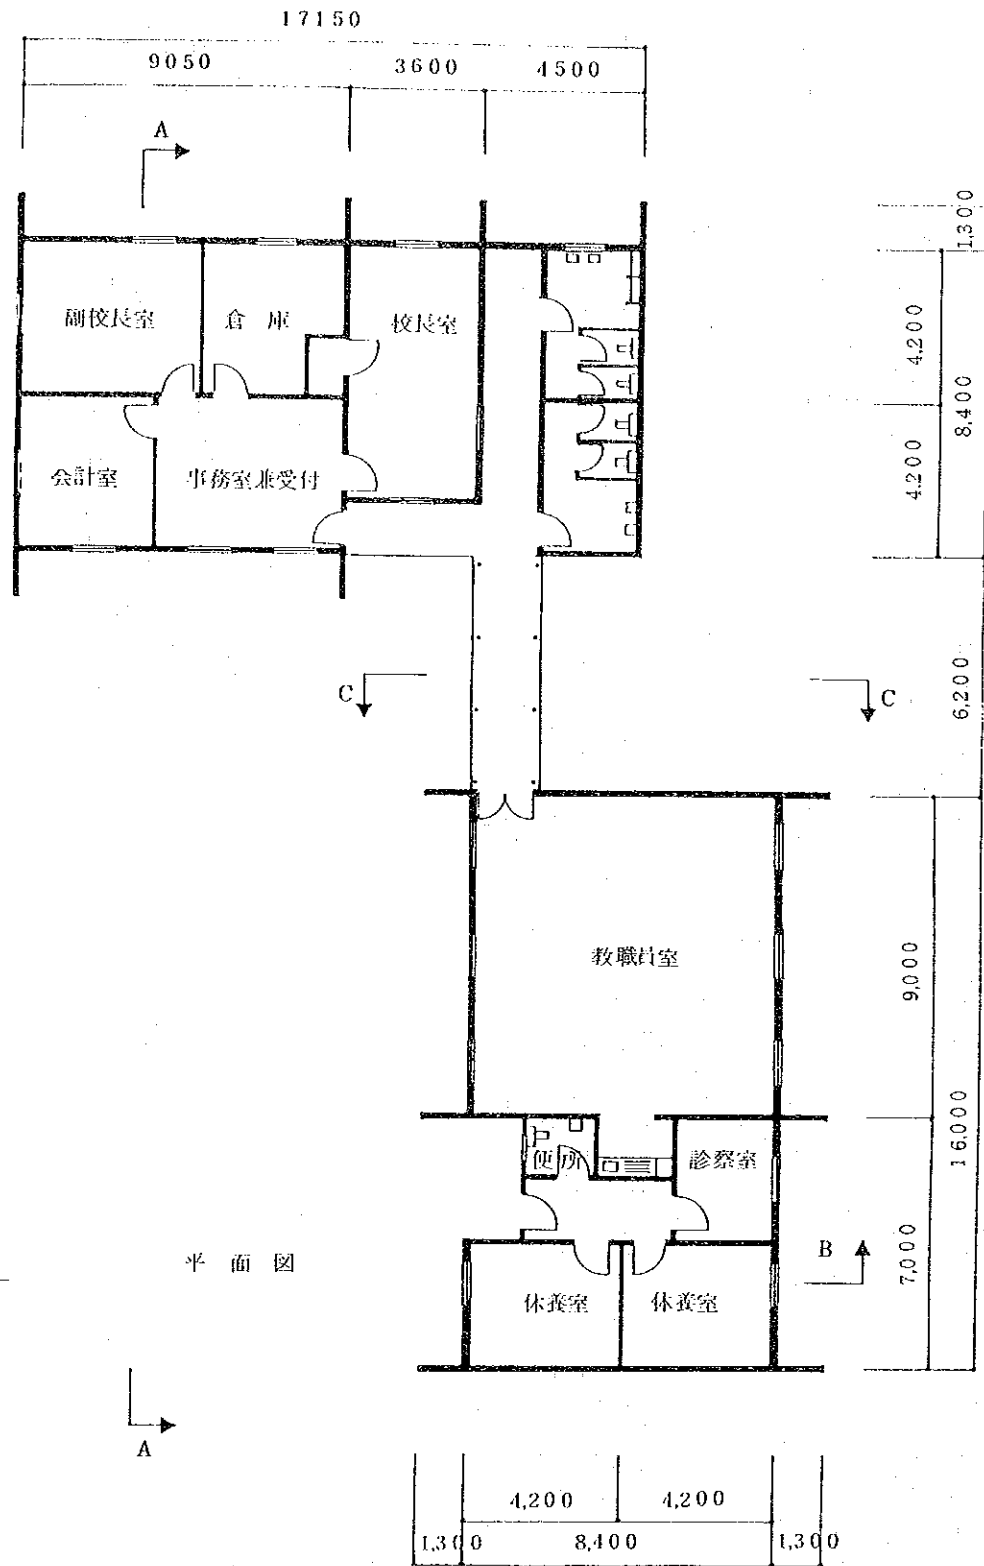 17150
9050 3600 4500
A
1,300
副校長室 倉 庫 校長室
4,200
8,400
会計室 事務室兼受付
4,200
C C
6,200
教職員室
9,000
16,000
便所 診察室
B
7,000
平 面 図
休養室 休養室
A
4,200 4,200
1,300 8,400 1,300